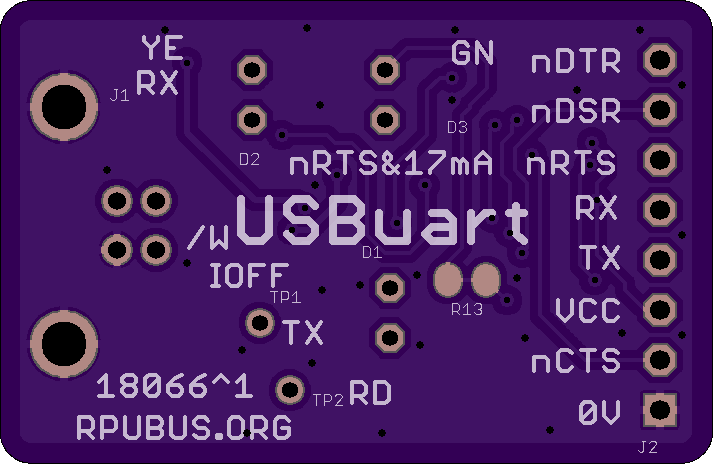 YE
GN
nDTR
RX
J1
nDSR
D3
D2
nRTS&17mA
nRTS
RX
/W
USBuart
D1
TX
IOFF
TP1
R13
VCC
TX
nCTS
18066^1
TP2
RD
0V
RPUBUS.ORG
J2